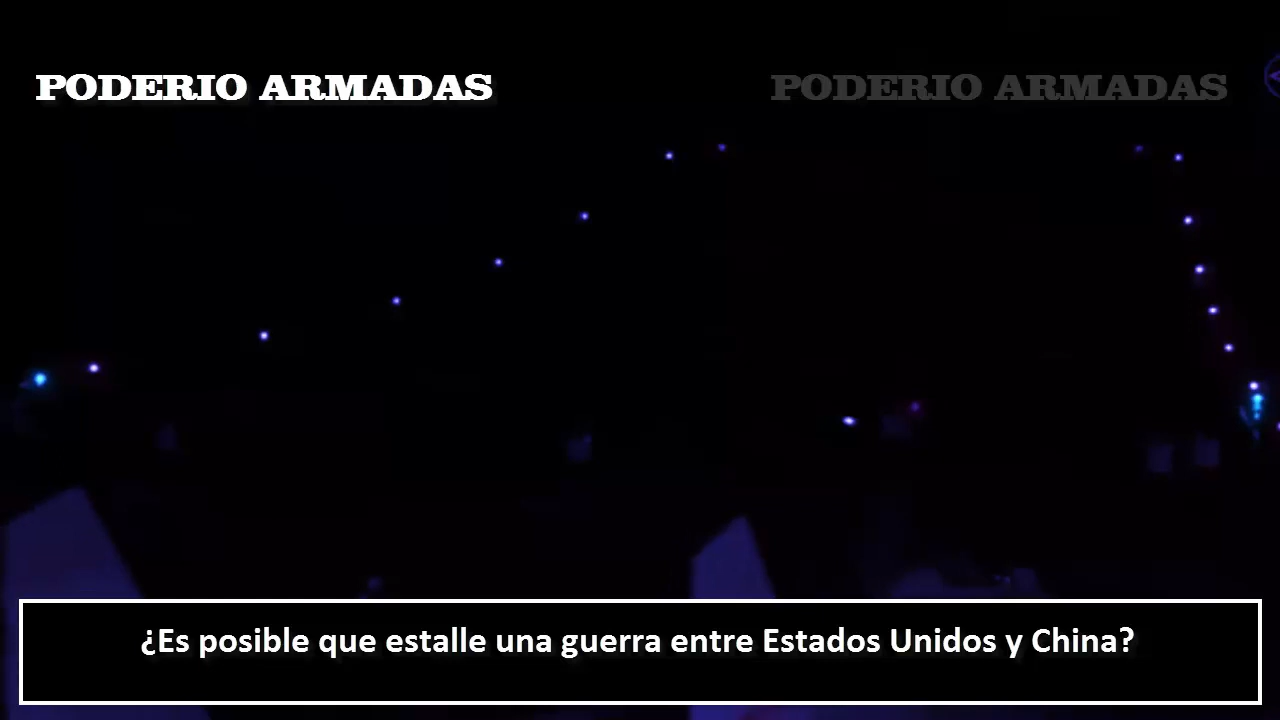 PODERIO ARMADAS PODERIO ARMADAS
¿Es posible que estalle una guerra entre Estados Unidos y China?